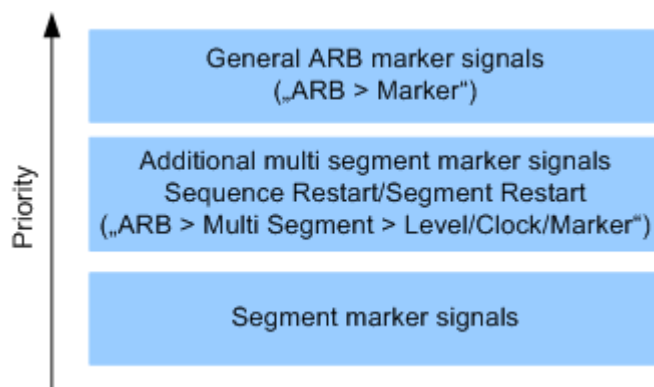 Priority
General ARB marker signals
(„ARB > Marker“)
Additional multi segment marker signals
Sequence Restart/Segment Restart
(„ARB > Multi Segment > Level/Clock/Marker“)
Segment marker signals